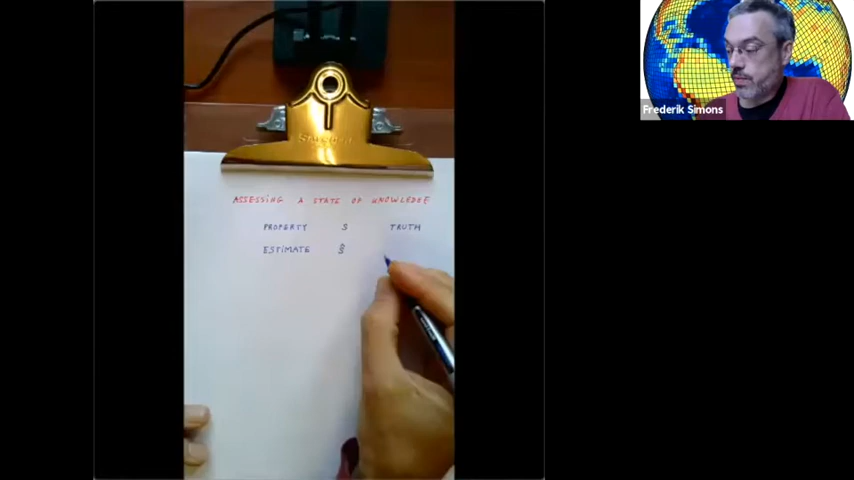 Frederik Simons
ASSESSING A STATE OF KNOWLEDGE
PROPERTY s TRUTH
ESTIMATE ŝ